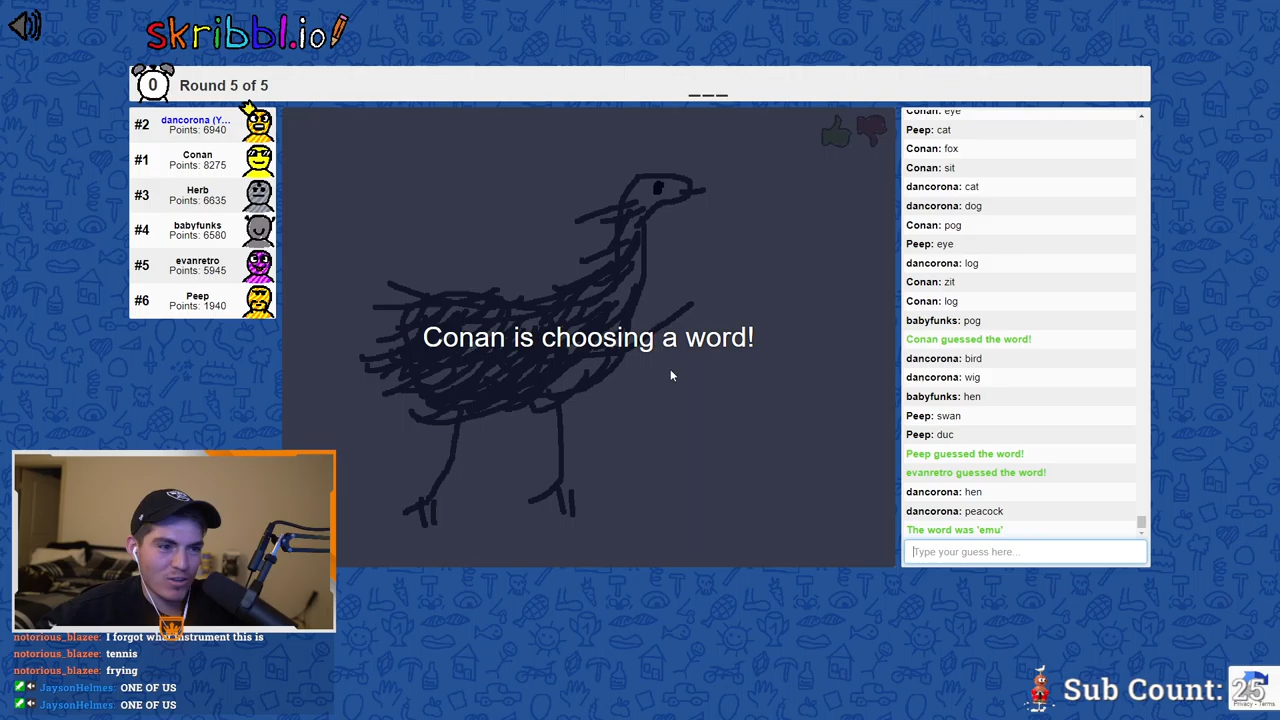 skribbl.io
0
Round 5 of 5
_ _ _
#2 dancorona (Y...
Points: 6940
#1 Conan
Points: 8275
#3 Herb
Points: 6635
#4 babyfunks
Points: 6580
#5 evanretro
Points: 5945
#6 Peep
Points: 1940
Conan is choosing a word!
Conan: eye
Peep: cat
Conan: fox
Conan: sit
dancorona: cat
dancorona: dog
Conan: pog
Peep: eye
dancorona: log
Conan: zit
Conan: log
babyfunks: pog
Conan guessed the word!
dancorona: bird
dancorona: wig
babyfunks: hen
Peep: swan
Peep: duc
Peep guessed the word!
evanretro guessed the word!
dancorona: hen
dancorona: peacock
The word was 'emu'
Type your guess here...
notorious_blazee: I forgot what instrument this is
notorious_blazee: tennis
notorious_blazee: frying
JaysonHelmes: ONE OF US
JaysonHelmes: ONE OF US
Sub Count: 25
Privacy - Terms